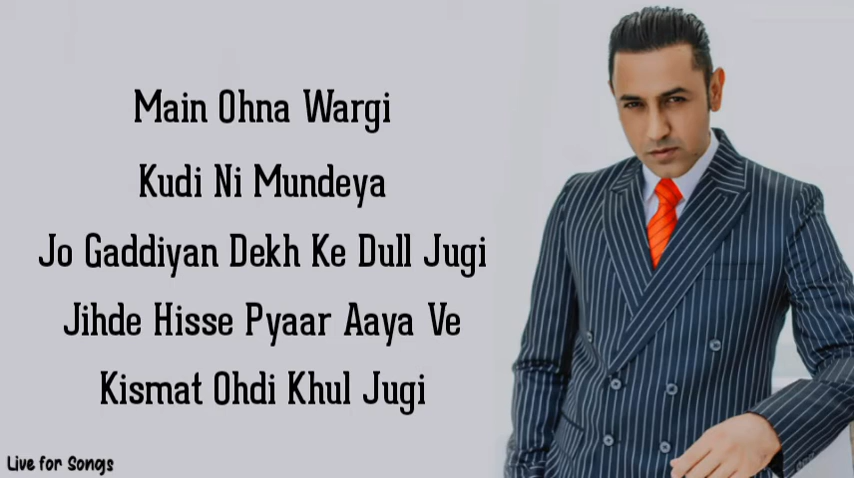 Main Ohna Wargi
Kudi Ni Mundeya
Jo Gaddiyan Dekh Ke Dull Jugi
Jihde Hisse Pyaar Aaya Ve
Kismat Ohdi Khul Jugi
Live for Songs